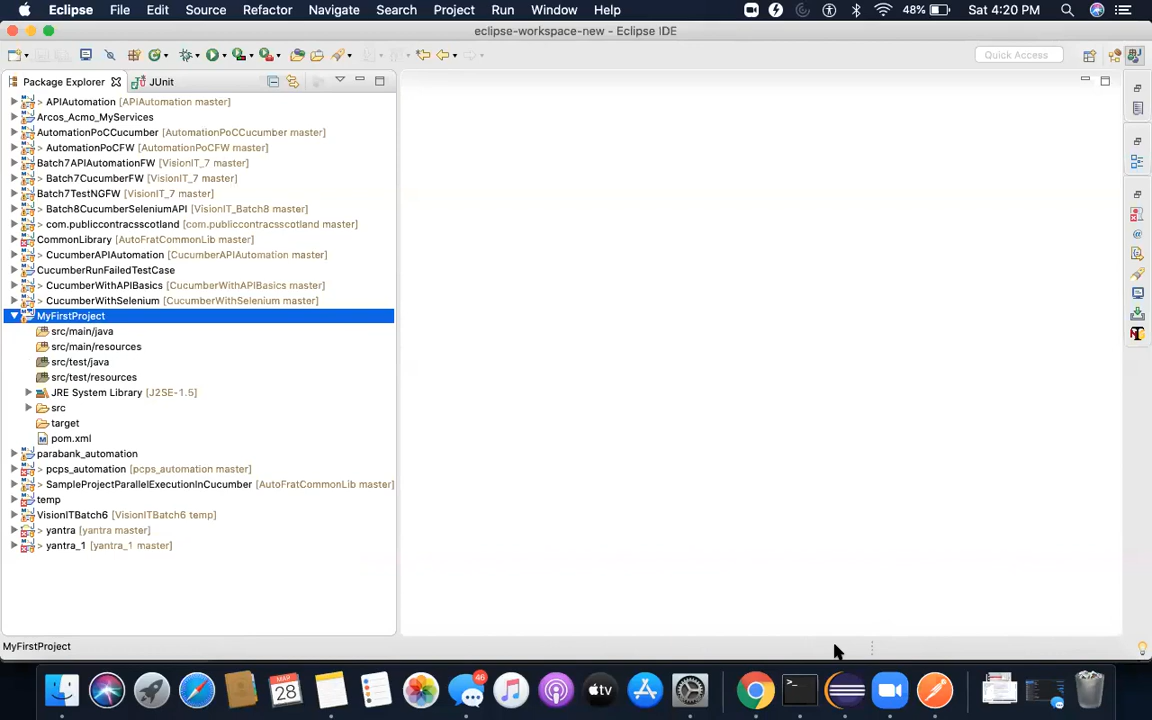 Eclipse File Edit Source Refactor Navigate Search Project Run Window Help 48% Sat 4:20 PM
eclipse-workspace-new - Eclipse IDE
Quick Access
Package Explorer JUnit
> APIAutomation [APIAutomation master]
Arcos_Acmo_MyServices
AutomationPoCCucumber [AutomationPoCCucumber master]
> AutomationPoCFW [AutomationPoCFW master]
Batch7APIAutomationFW [VisionIT_7 master]
> Batch7CucumberFW [VisionIT_7 master]
Batch7TestNGFW [VisionIT_7 master]
> Batch8CucumberSeleniumAPI [VisionIT_Batch8 master]
> com.publiccontracsscotland [com.publiccontracsscotland master]
CommonLibrary [AutoFratCommonLib master]
> CucumberAPIAutomation [CucumberAPIAutomation master]
CucumberRunFailedTestCase
> CucumberWithAPIBasics [CucumberWithAPIBasics master]
> CucumberWithSelenium [CucumberWithSelenium master]
MyFirstProject
src/main/java
src/main/resources
src/test/java
src/test/resources
JRE System Library [J2SE-1.5]
src
target
pom.xml
parabank_automation
> pcps_automation [pcps_automation master]
> SampleProjectParallelExecutionInCucumber [AutoFratCommonLib master]
temp
VisionITBatch6 [VisionITBatch6 temp]
> yantra [yantra master]
> yantra_1 [yantra_1 master]
MyFirstProject
MAR
28
46
tv